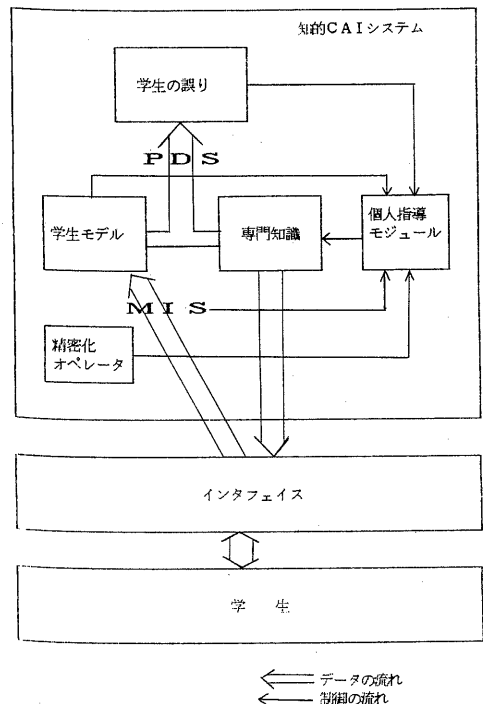 知的CAIシステム
学生の誤り
PDS
学生モデル
専門知識
個人指導
モジュール
MIS
精密化
オペレータ
インタフェイス
学 生
データの流れ
制御の流れ